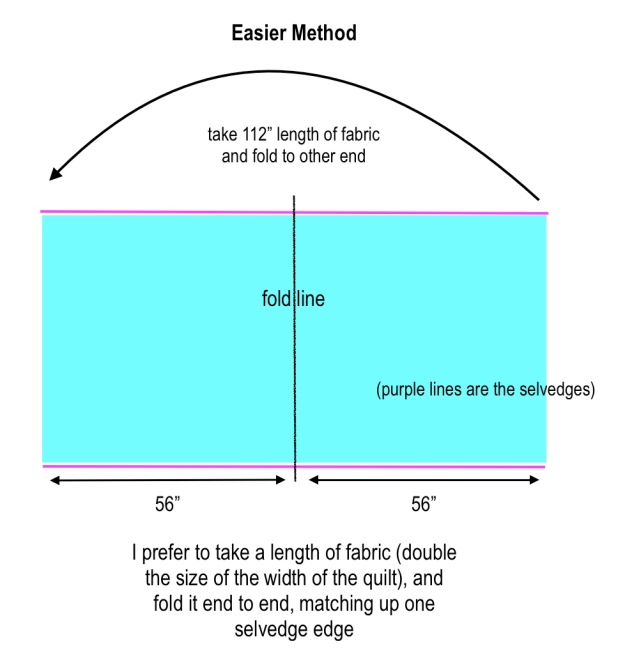 Easier Method
take 112” length of fabric
and fold to other end
fold line
(purple lines are the selvedges)
56”
56”
I prefer to take a length of fabric (double
the size of the width of the quilt), and
fold it end to end, matching up one
selvedge edge